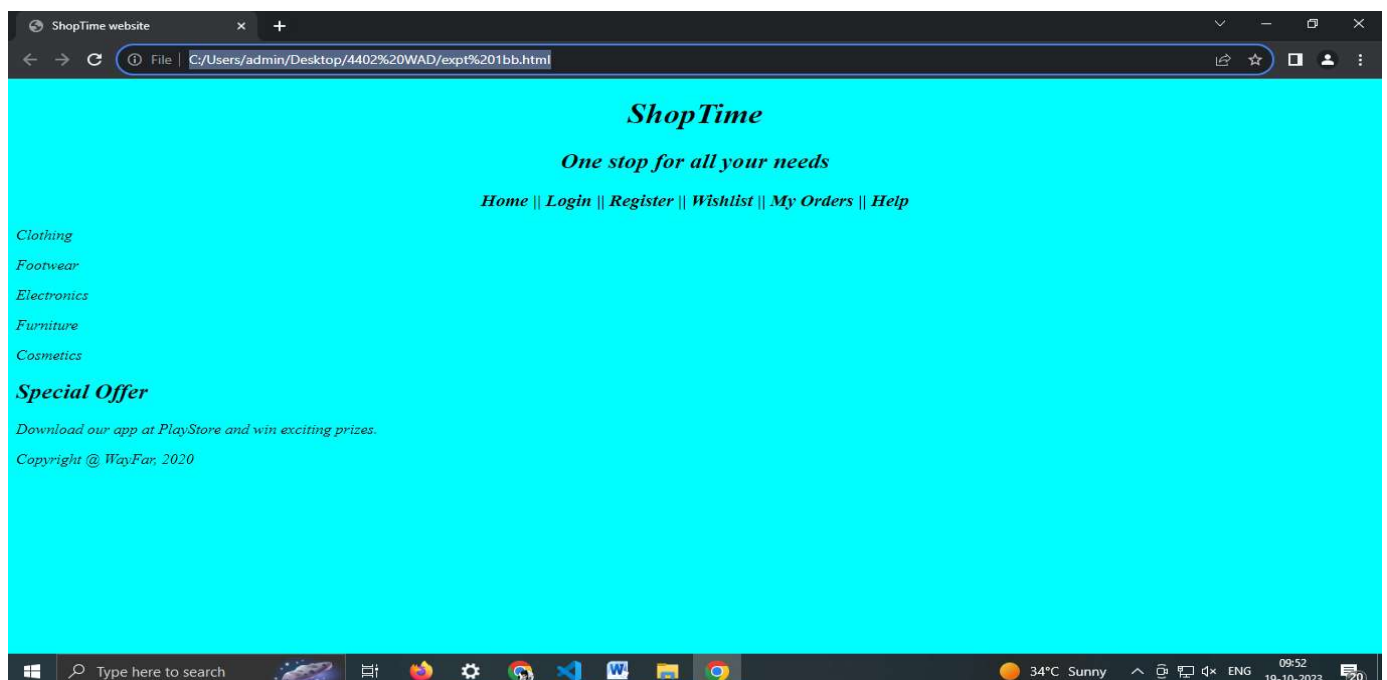 ShopTime website
File | C:/Users/admin/Desktop/4402%20WAD/expt%201bb.html
ShopTime
One stop for all your needs
Home || Login || Register || Wishlist || My Orders || Help
Clothing
Footwear
Electronics
Furniture
Cosmetics
Special Offer
Download our app at PlayStore and win exciting prizes.
Copyright @ WayFar, 2020
Type here to search
34°C Sunny
ENG
09:52
19-10-2023
20